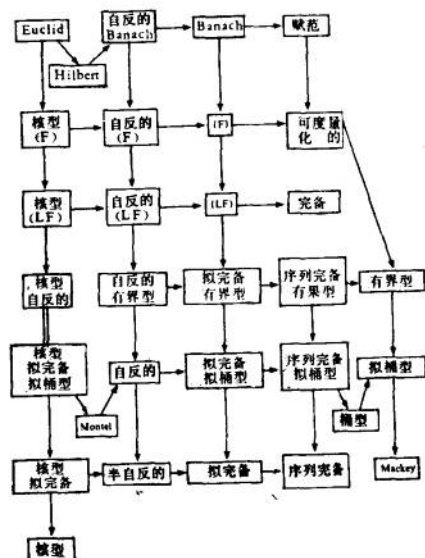 Euclid
自反的
Banach
Banach
赋范
Hilbert
核型
(F)
自反的
(F)
(F)
可度量
化的
核型
(LF)
自反的
(LF)
(LF)
完备
核型
自反的
自反的
有界型
拟完备
有界型
序列完备
有界型
有界型
核型
拟完备
拟桶型
自反的
拟完备
拟桶型
序列完备
拟桶型
拟桶型
Montel
桶型
核型
拟完备
半自反的
拟完备
序列完备
Mackey
核型